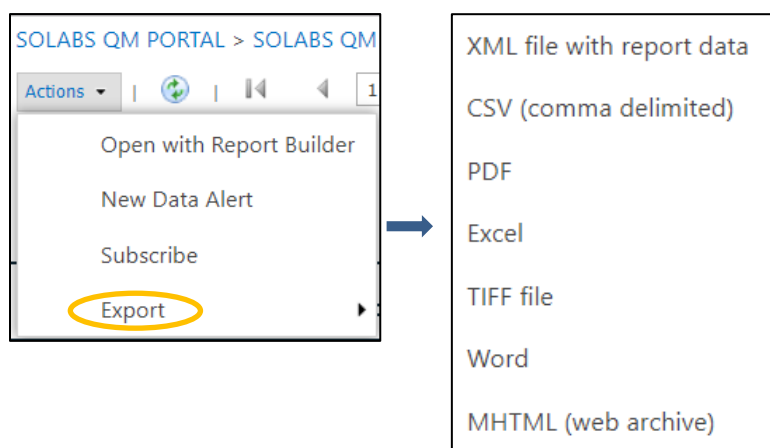 SOLABS QM PORTAL > SOLABS QM
Actions | | 1
Open with Report Builder
New Data Alert
Subscribe
Export
XML file with report data
CSV (comma delimited)
PDF
Excel
TIFF file
Word
MHTML (web archive)